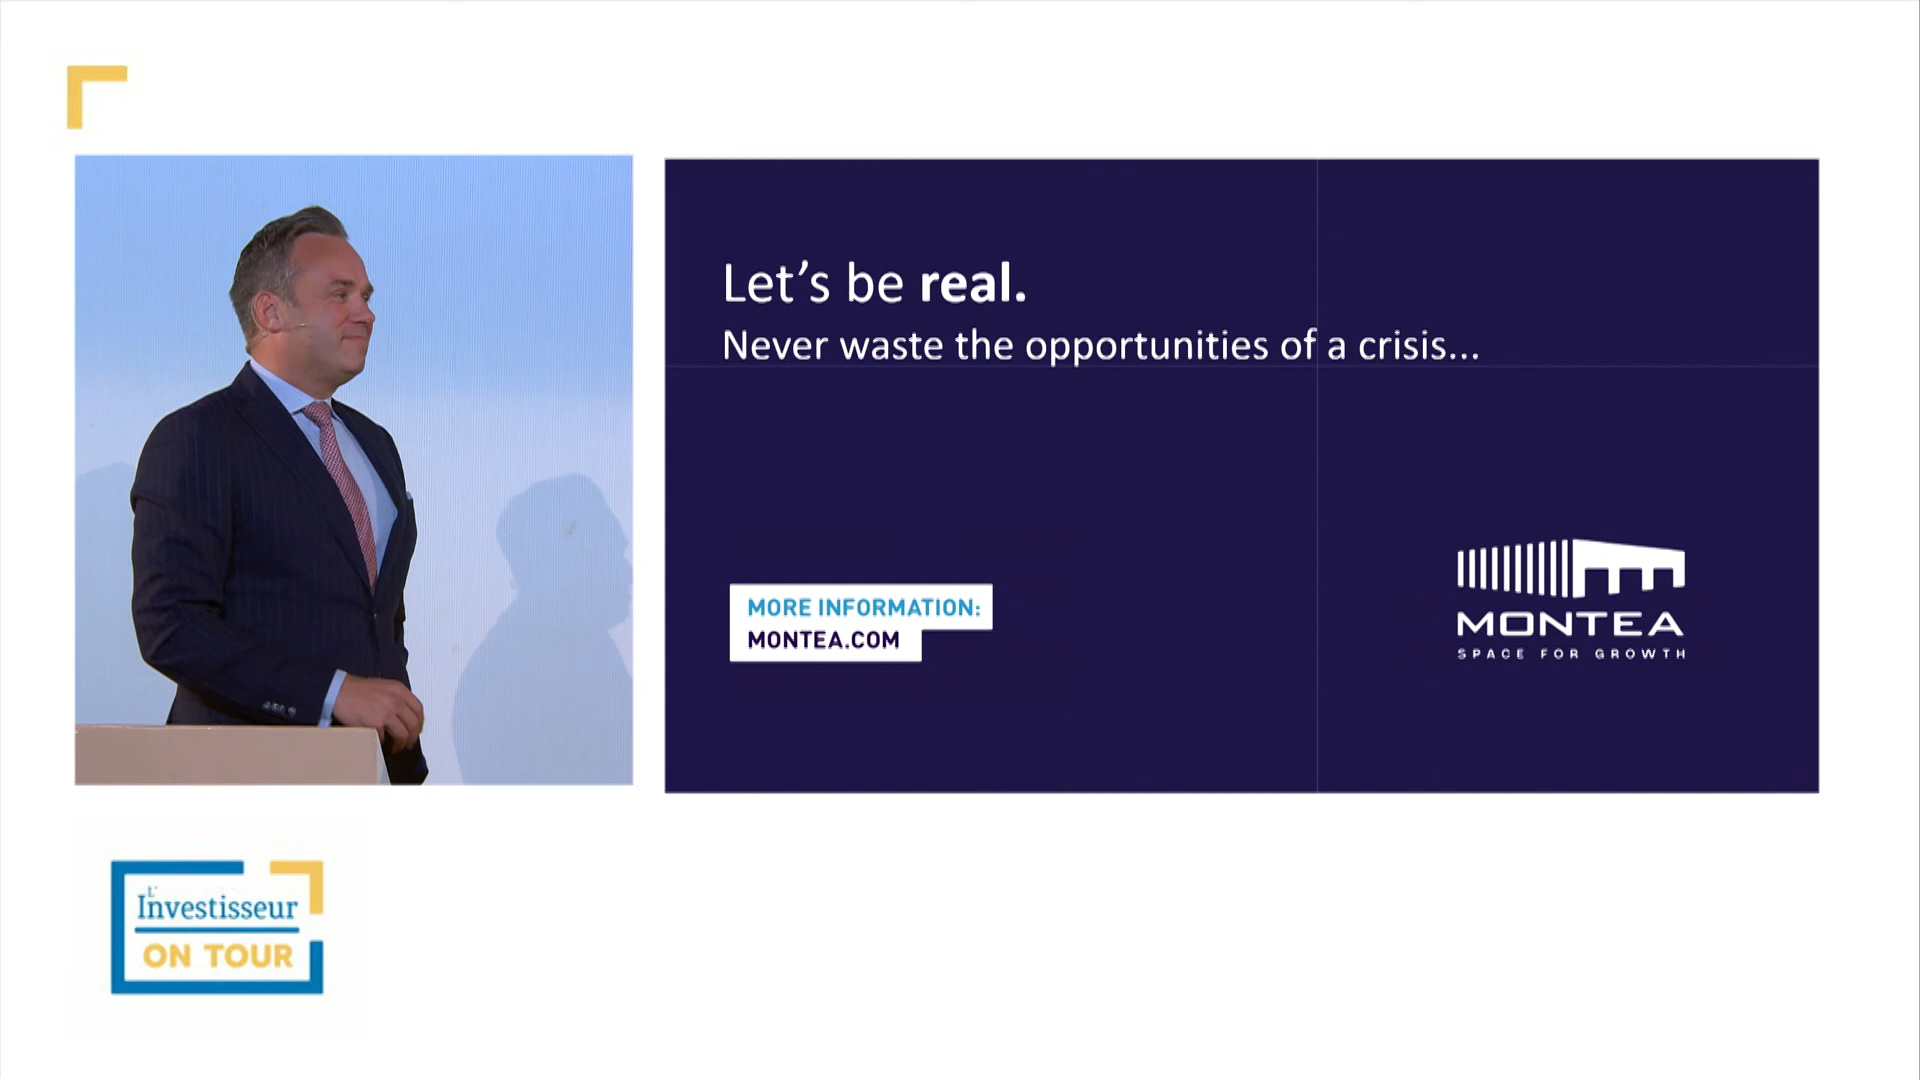 Let's be real.
Never waste the opportunities of a crisis...
MORE INFORMATION:
MONTEA.COM
MONTEA
SPACE FOR GROWTH
L'
Investisseur
ON TOUR